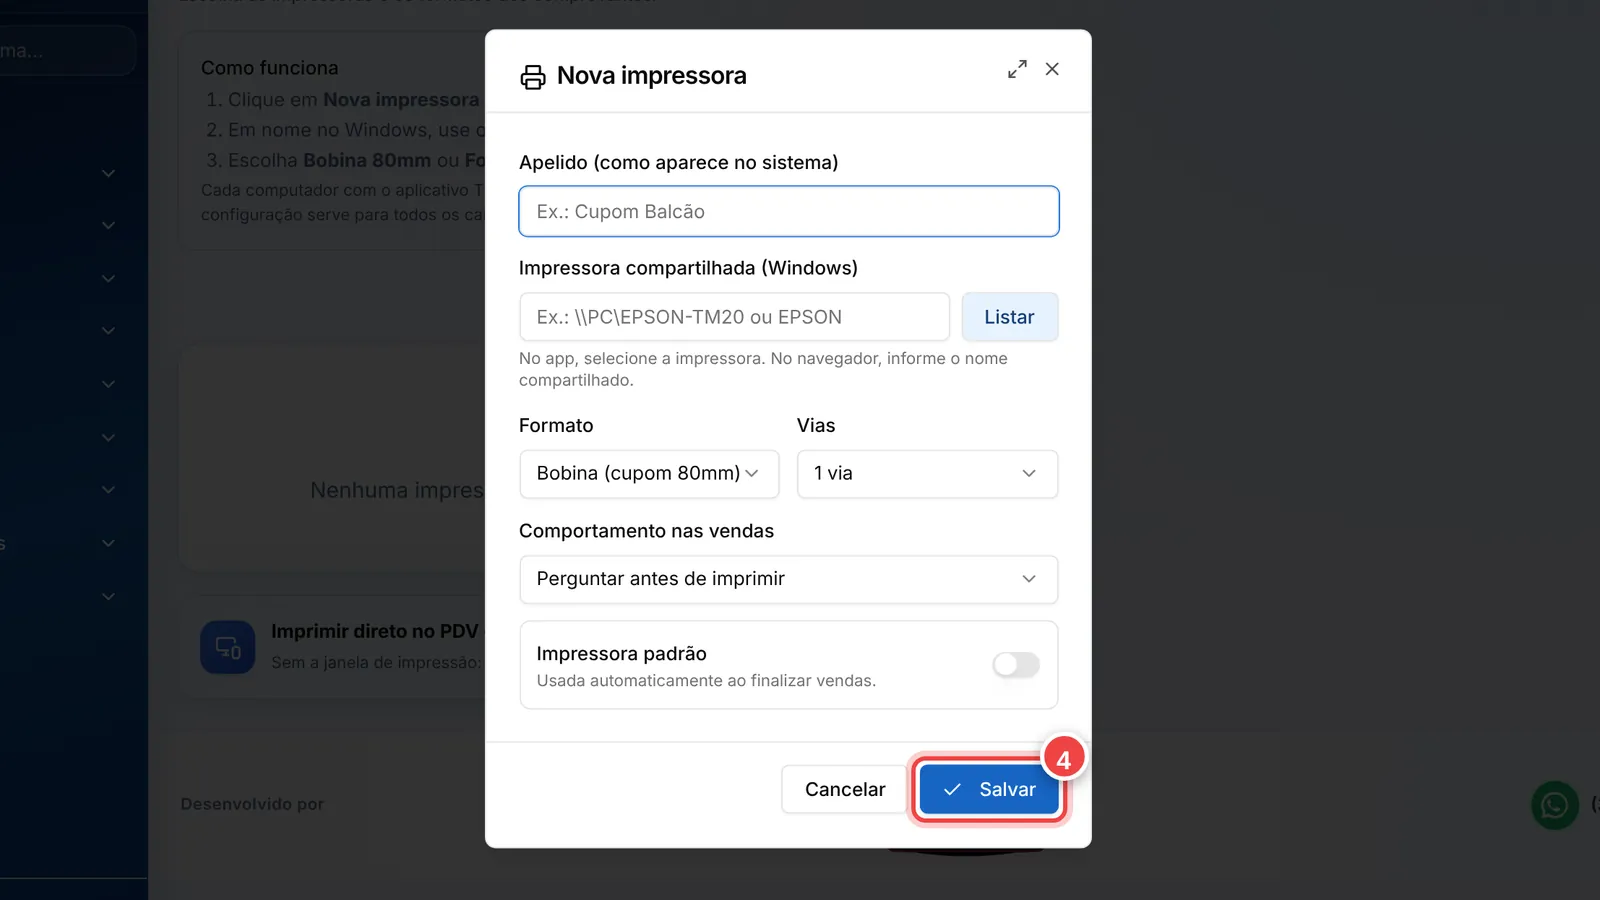 ma...
Como funciona
1. Clique em Nova impressora
2. Em nome no Windows, use
3. Escolha Bobina 80mm ou
Cada computador com o aplicativo
configuração serve para todos os
Nenhuma
Imprimir direto no PDV
Sem a janela de impressão:
Desenvolvido por
Nova impressora
Apelido (como aparece no sistema)
Ex.: Cupom Balcão
Impressora compartilhada (Windows)
Ex.: \\PC\EPSON-TM20 ou EPSON
Listar
No app, selecione a impressora. No navegador, informe o nome
compartilhado.
Formato
Vias
Bobina (cupom 80mm)
1 via
Comportamento nas vendas
Perguntar antes de imprimir
Impressora padrão
Usada automaticamente ao finalizar vendas.
4
Cancelar
Salvar